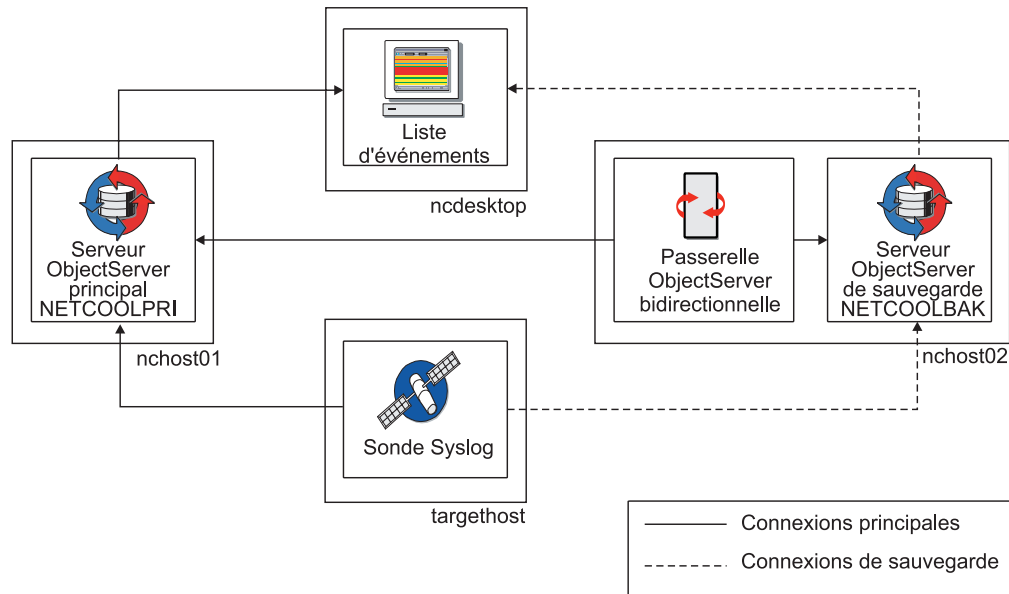 Liste
d'événements
ncdesktop
Serveur
ObjectServer
principal
NETCOOLPRI
nchost01
Passerelle
ObjectServer
bidirectionnelle
Serveur
ObjectServer
de sauvegarde
NETCOOLBAK
nchost02
Sonde Syslog
targethost
Connexions principales
Connexions de sauvegarde